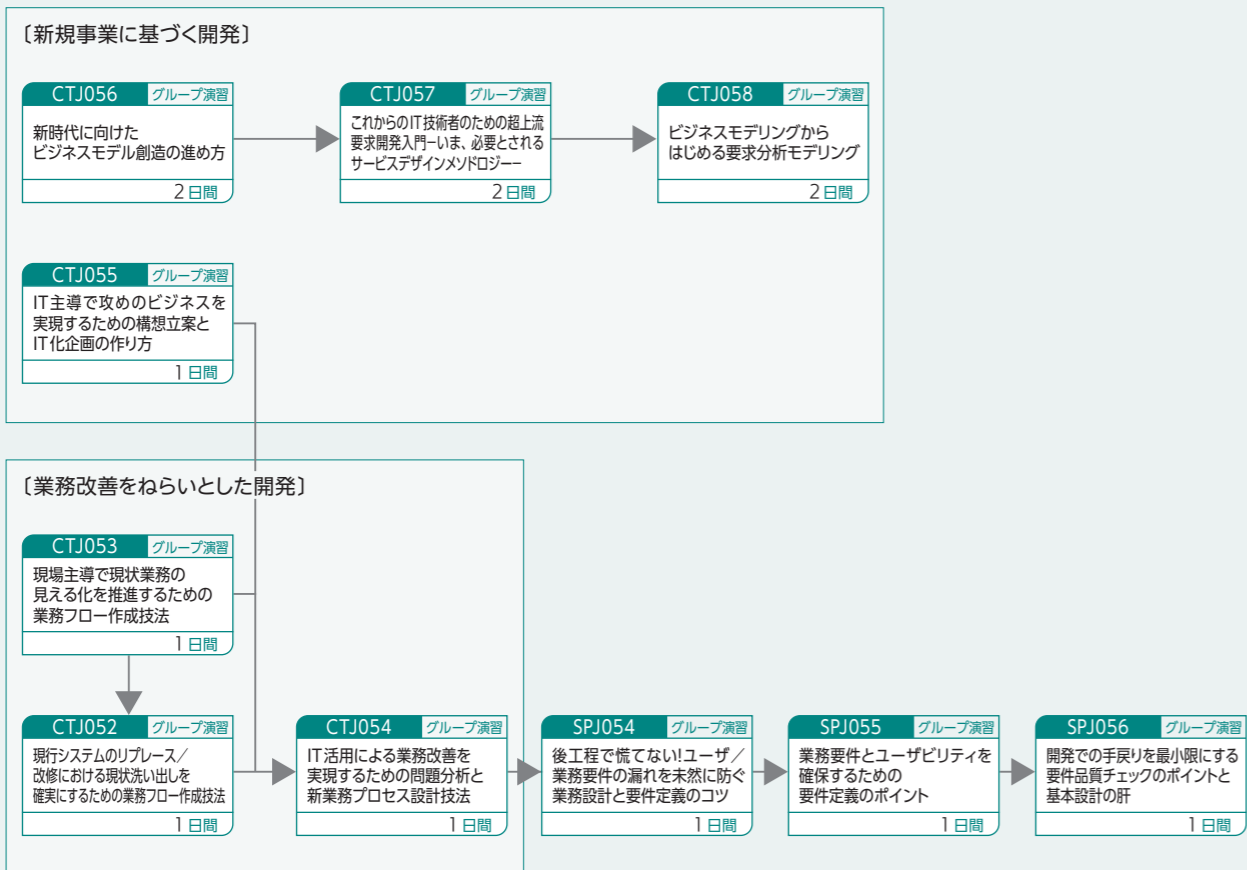 〔新規事業に基づく開発〕
CTJ056 グループ演習
新時代に向けた
ビジネスモデル創造の進め方
2日間
CTJ057 グループ演習
これからのIT技術者のための超上流
要求開発入門−いま、必要とされる
サービスデザインメソドロジー−
2日間
CTJ058 グループ演習
ビジネスモデリングから
はじめる要求分析モデリング
2日間
CTJ055 グループ演習
IT主導で攻めのビジネスを
実現するための構想立案と
IT化企画の作り方
1日間
〔業務改善をねらいとした開発〕
CTJ053 グループ演習
現場主導で現状業務の
見える化を推進するための
業務フロー作成技法
1日間
CTJ052 グループ演習
現行システムのリプレース／
改修における現状洗い出しを
確実にするための業務フロー作成技法
1日間
CTJ054 グループ演習
IT活用による業務改善を
実現するための問題分析と
新業務プロセス設計技法
1日間
SPJ054 グループ演習
後工程で慌てない!ユーザ／
業務要件の漏れを未然に防ぐ
業務設計と要件定義のコツ
1日間
SPJ055 グループ演習
業務要件とユーザビリティを
確保するための
要件定義のポイント
1日間
SPJ056 グループ演習
開発での手戻りを最小限にする
要件品質チェックのポイントと
基本設計の肝
1日間